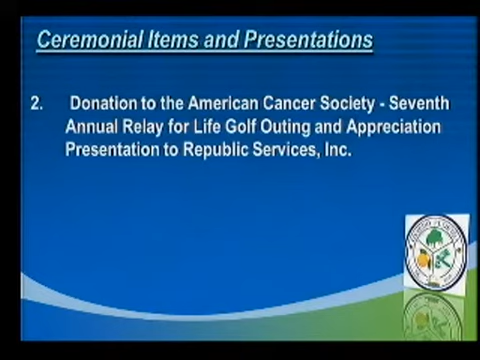 Ceremonial Items and Presentations
2. Donation to the American Cancer Society - Seventh
Annual Relay for Life Golf Outing and Appreciation
Presentation to Republic Services, Inc.